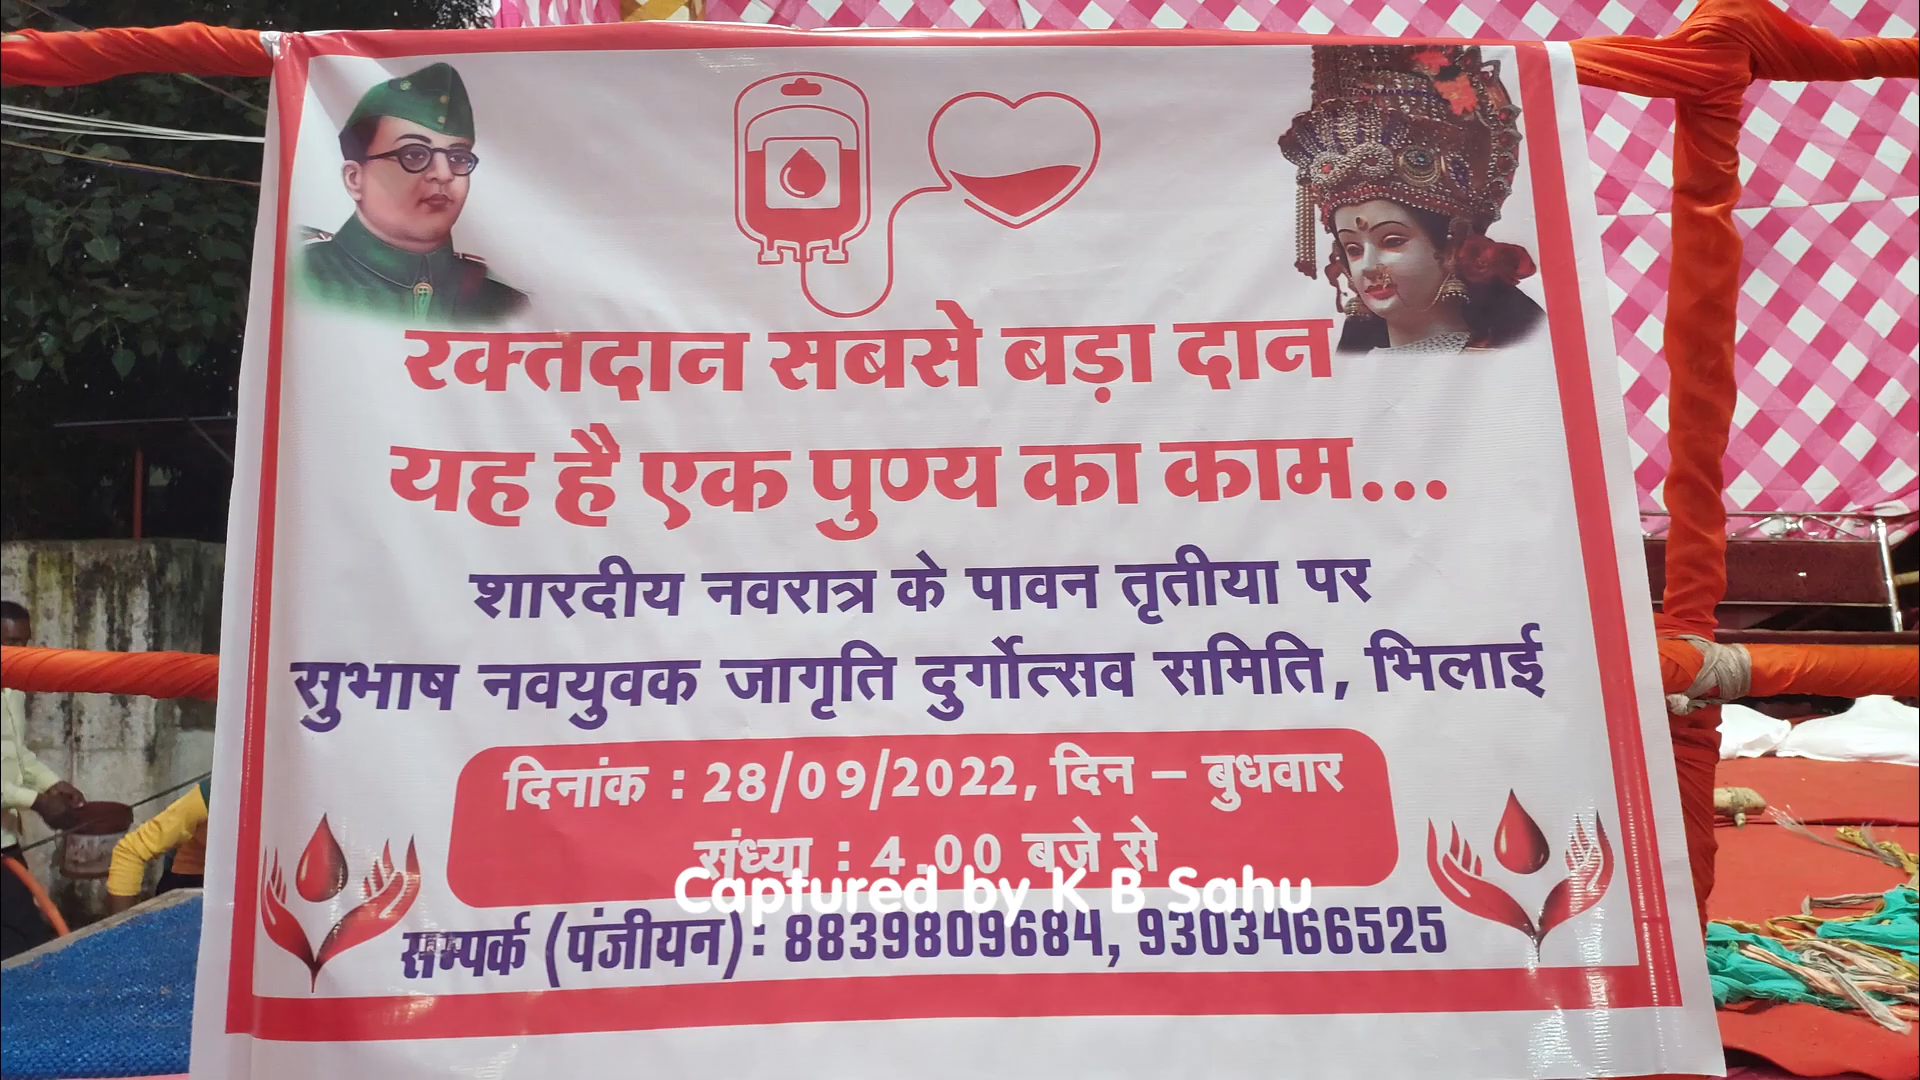 रक्तदान सबसे बड़ा दान
यह है एक पुण्य का काम...
शारदीय नवरात्र के पावन तृतीया पर
सुभाष नवयुवक जागृति दुर्गोत्सव समिति, भिलाई
दिनांक : 28/09/2022, दिन – बुधवार
संध्या : 4.00 बजे से
Captured by K B Sahu
सम्पर्क (पंजीयन) : 8839809684, 9303466525